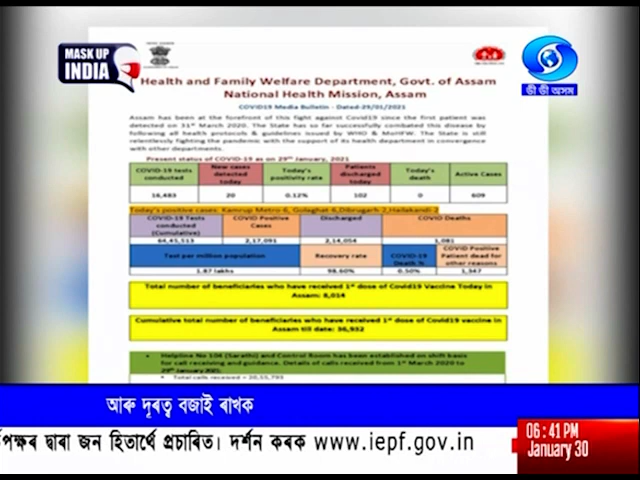 MASK UP
INDIA
Health and Family Welfare Department, Govt. of Assam
National Health Mission, Assam
COVID19 Media Bulletin - Dated-29/01/2021
Assam has been at the forefront of this fight against Covid19 since the first patient was
detected on 31st March 2020. The State has so far successfully combated this disease by
following all health protocols & guidelines issued by WHO & MoHFW. The State is still
relentlessly fighting the pandemic with support of its health department in convergence
with other departments.
Present status of COVID-19 as on 29th January, 2021
COVID-19 tests conducted New cases detected today Today's positivity rate Patients discharged today Today's death Active Cases
16,483 20 0.12% 102 0 609
Today's positive cases: Kamrup Metro-6, Golaghat-6, Dibrugarh-2, Hailakandi-2
COVID-19 Tests conducted (Cumulative) COVID Positive Cases Discharged COVID Deaths
64,45,513 2,17,091 2,14,054 1,081
Test per million population Recovery rate COVID-19 Death % COVID Positive Patient dead for other reasons
1.87 lakhs 98.60% 0.50% 1,347
Total number of beneficiaries who have received 1st dose of Covid19 Vaccine Today in
Assam: 8,014
Cumulative total number of beneficiaries who have received 1st dose of Covid19 vaccine in
Assam till date: 36,932
Helpline No 104 (Sarathi) and Control Room has been established on shift basis
for call receiving and guidance. Details of calls received from 1st March 2020 to
29th January 2021:
Total calls received = 20,55,793
ডী ডী অসম
আৰু দূৰত্ব বজাই ৰাখক
পক্ষৰ দ্বাৰা জন হিতাৰ্থে প্ৰচাৰিত। দৰ্শন কৰক www.iepf.gov.in
06:41 PM
January 30